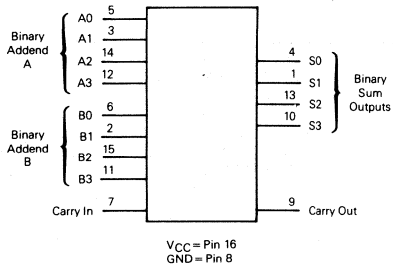 Binary
Addend
A
A0 5
A1 3
A2 14
A3 12
Binary
Addend
B
B0 6
B1 2
B2 15
B3 11
Carry In 7
4 S0
1 S1
13 S2
10 S3
Binary
Sum
Outputs
9 Carry Out
VCC = Pin 16
GND = Pin 8